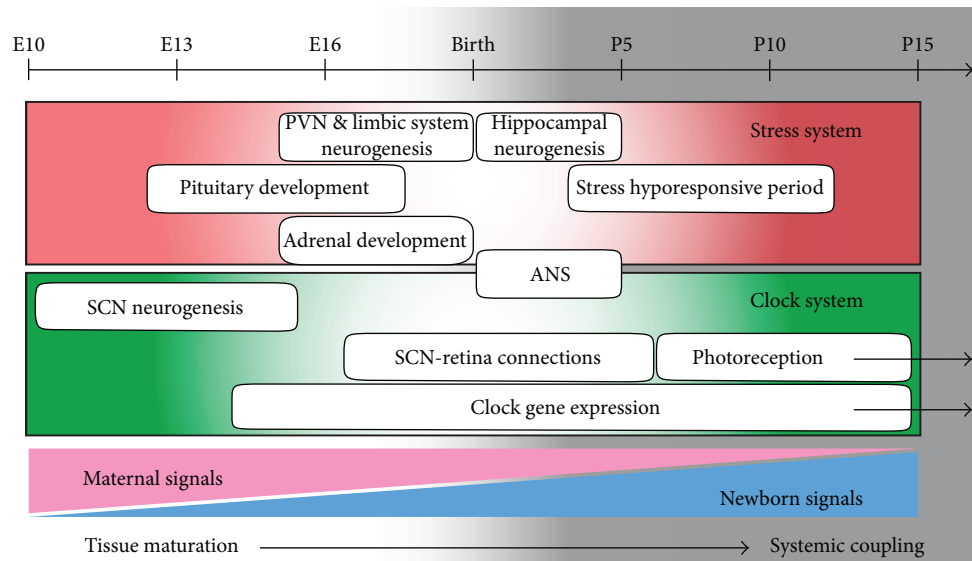 E10 E13 E16 Birth P5 P10 P15
PVN & limbic system
neurogenesis
Hippocampal
neurogenesis
Stress system
Pituitary development
Stress hyporesponsive period
Adrenal development
ANS
SCN neurogenesis
Clock system
SCN-retina connections
Photoreception
Clock gene expression
Maternal signals
Newborn signals
Tissue maturation
Systemic coupling